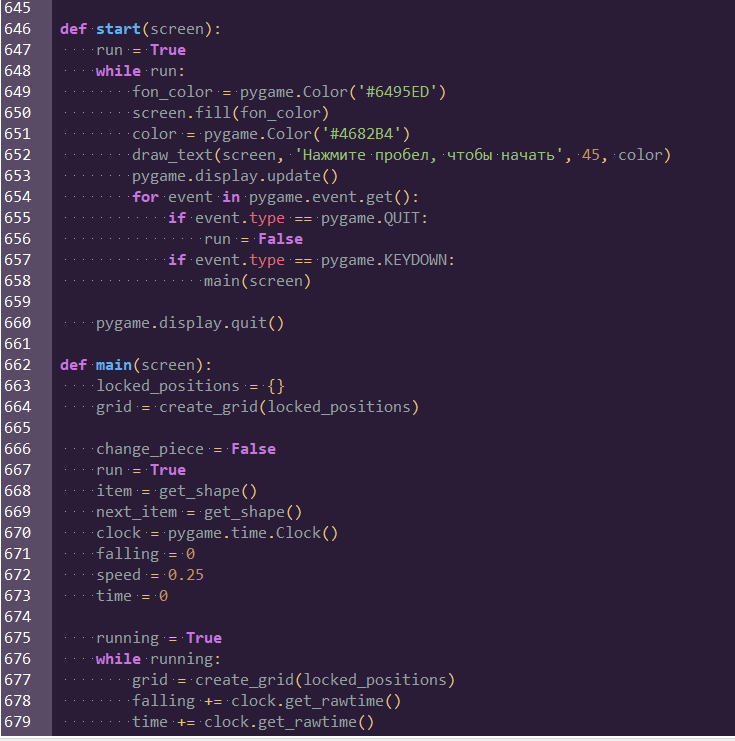 645
646 def start(screen):
647     run = True
648     while run:
649         fon_color = pygame.Color('#6495ED')
650         screen.fill(fon_color)
651         color = pygame.Color('#4682B4')
652         draw_text(screen, 'Нажмите пробел, чтобы начать', 45, color)
653         pygame.display.update()
654         for event in pygame.event.get():
655             if event.type == pygame.QUIT:
656                 run = False
657             if event.type == pygame.KEYDOWN:
658                 main(screen)
659
660     pygame.display.quit()
661
662 def main(screen):
663     locked_positions = {}
664     grid = create_grid(locked_positions)
665
666     change_piece = False
667     run = True
668     item = get_shape()
669     next_item = get_shape()
670     clock = pygame.time.Clock()
671     falling = 0
672     speed = 0.25
673     time = 0
674
675     running = True
676     while running:
677         grid = create_grid(locked_positions)
678         falling += clock.get_rawtime()
679         time += clock.get_rawtime()